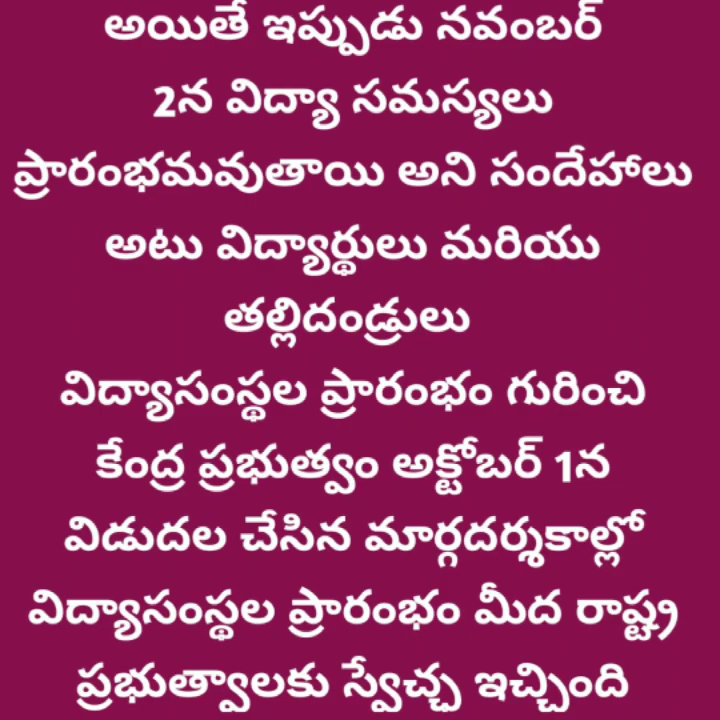 అయితే ఇప్పుడు నవంబర్
2న విద్యా సమస్యలు
ప్రారంభమవుతాయి అని సందేహాలు
అటు విద్యార్థులు మరియు
తల్లిదండ్రులు
విద్యాసంస్థల ప్రారంభం గురించి
కేంద్ర ప్రభుత్వం అక్టోబర్ 1న
విడుదల చేసిన మార్గదర్శకాల్లో
విద్యాసంస్థల ప్రారంభం మీద రాష్ట్ర
ప్రభుత్వాలకు స్వేచ్ఛ ఇచ్చింది